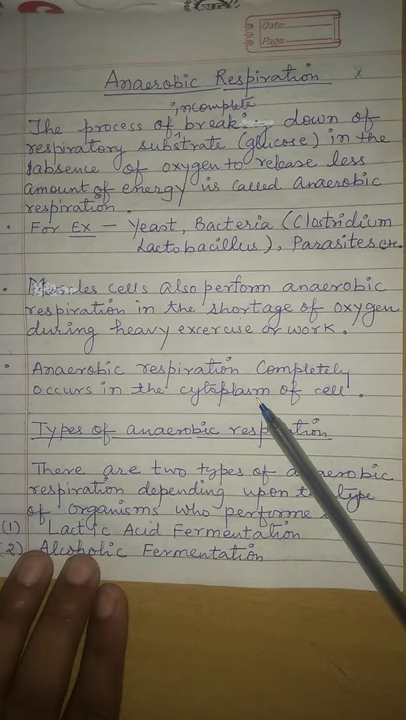 Date:
Page:
Anaerobic Respiration x
incomplete
The process of breaking down of
respiratory substrate (glucose) in the
absence of oxygen to release less
amount of energy is called anaerobic
respiration.
• For Ex - Yeast, Bacteria (Clostridium
Lactobacillus), Parasites etc.
• Muscles cells also perform anaerobic
respiration in the shortage of oxygen
during heavy excercuse or work.
• Anaerobic respiration Completely
occurs in the cytoplasm of cell.
Types of anaerobic respiration
There are two types of anaerobic
respiration depending upon type
of organisms who performe
(1) Lactic Acid Fermentation
(2) Alcoholic Fermentation